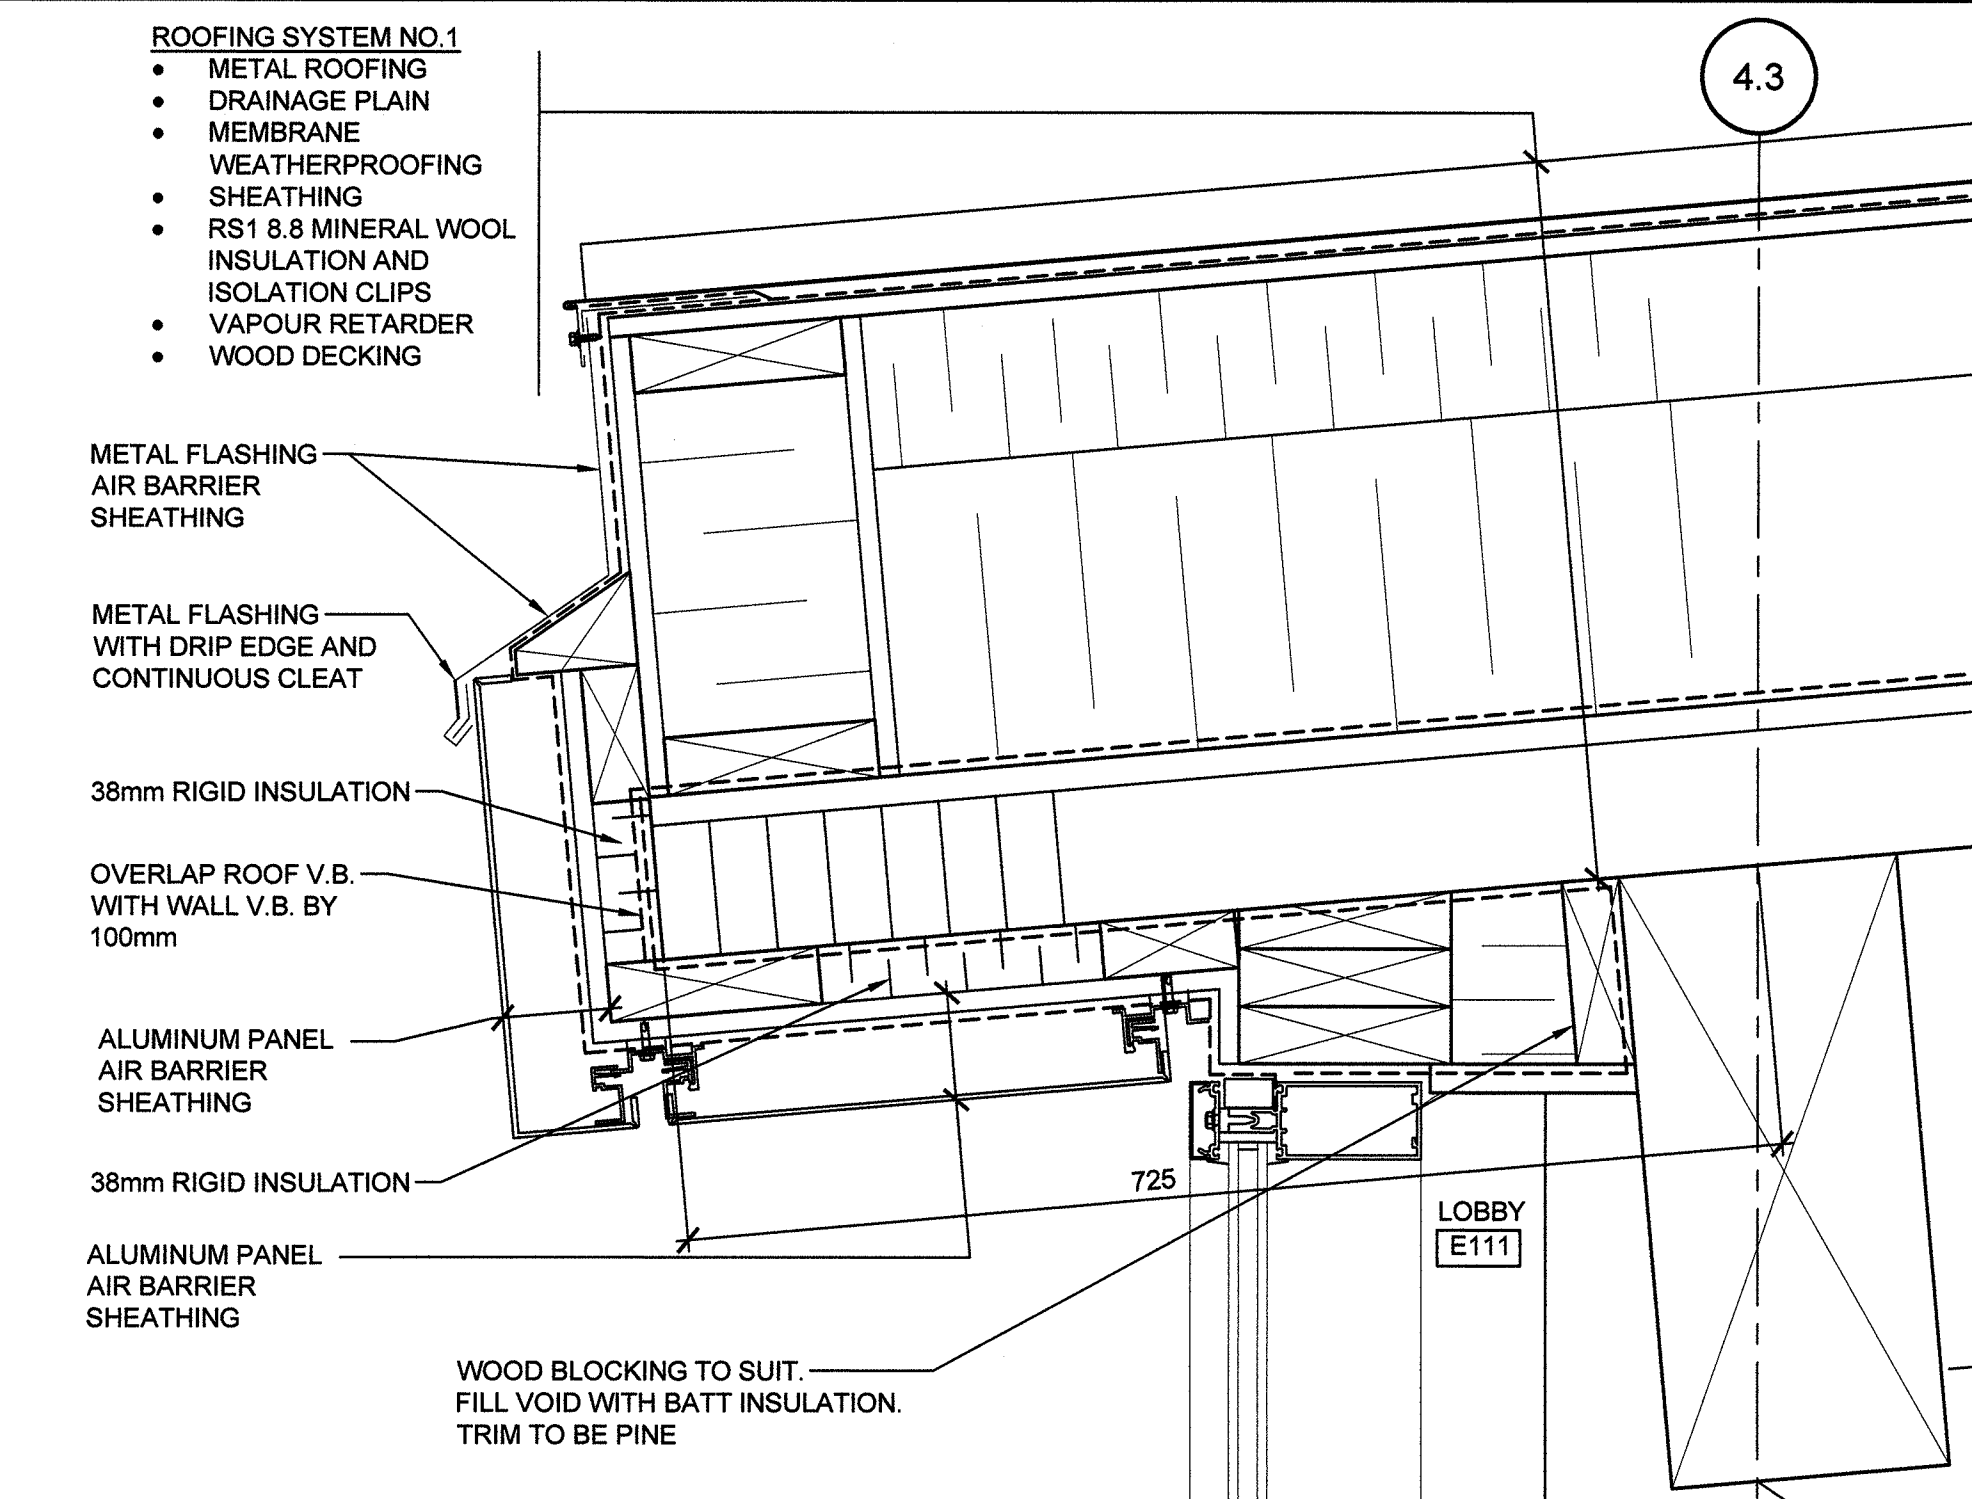 ROOFING SYSTEM NO.1
• METAL ROOFING
• DRAINAGE PLAIN
• MEMBRANE
WEATHERPROOFING
• SHEATHING
• RS1 8.8 MINERAL WOOL
INSULATION AND
ISOLATION CLIPS
• VAPOUR RETARDER
• WOOD DECKING
4.3
METAL FLASHING
AIR BARRIER
SHEATHING
METAL FLASHING
WITH DRIP EDGE AND
CONTINUOUS CLEAT
38mm RIGID INSULATION
OVERLAP ROOF V.B.
WITH WALL V.B. BY
100mm
ALUMINUM PANEL
AIR BARRIER
SHEATHING
38mm RIGID INSULATION
725
LOBBY
E111
ALUMINUM PANEL
AIR BARRIER
SHEATHING
WOOD BLOCKING TO SUIT.
FILL VOID WITH BATT INSULATION.
TRIM TO BE PINE